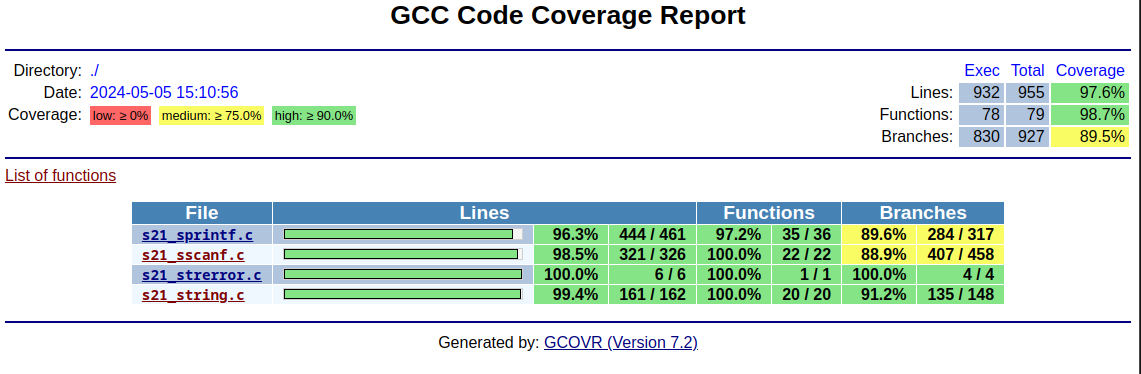 GCC Code Coverage Report
Directory: ./
Date: 2024-05-05 15:10:56
Coverage: low: ≥ 0% medium: ≥ 75.0% high: ≥ 90.0%
Exec Total Coverage
Lines: 932 955 97.6%
Functions: 78 79 98.7%
Branches: 830 927 89.5%
List of functions
File Lines Functions Branches
s21_sprintf.c 96.3% 444 / 461 97.2% 35 / 36 89.6% 284 / 317
s21_sscanf.c 98.5% 321 / 326 100.0% 22 / 22 88.9% 407 / 458
s21_strerror.c 100.0% 6 / 6 100.0% 1 / 1 100.0% 4 / 4
s21_string.c 99.4% 161 / 162 100.0% 20 / 20 91.2% 135 / 148
Generated by: GCOVR (Version 7.2)